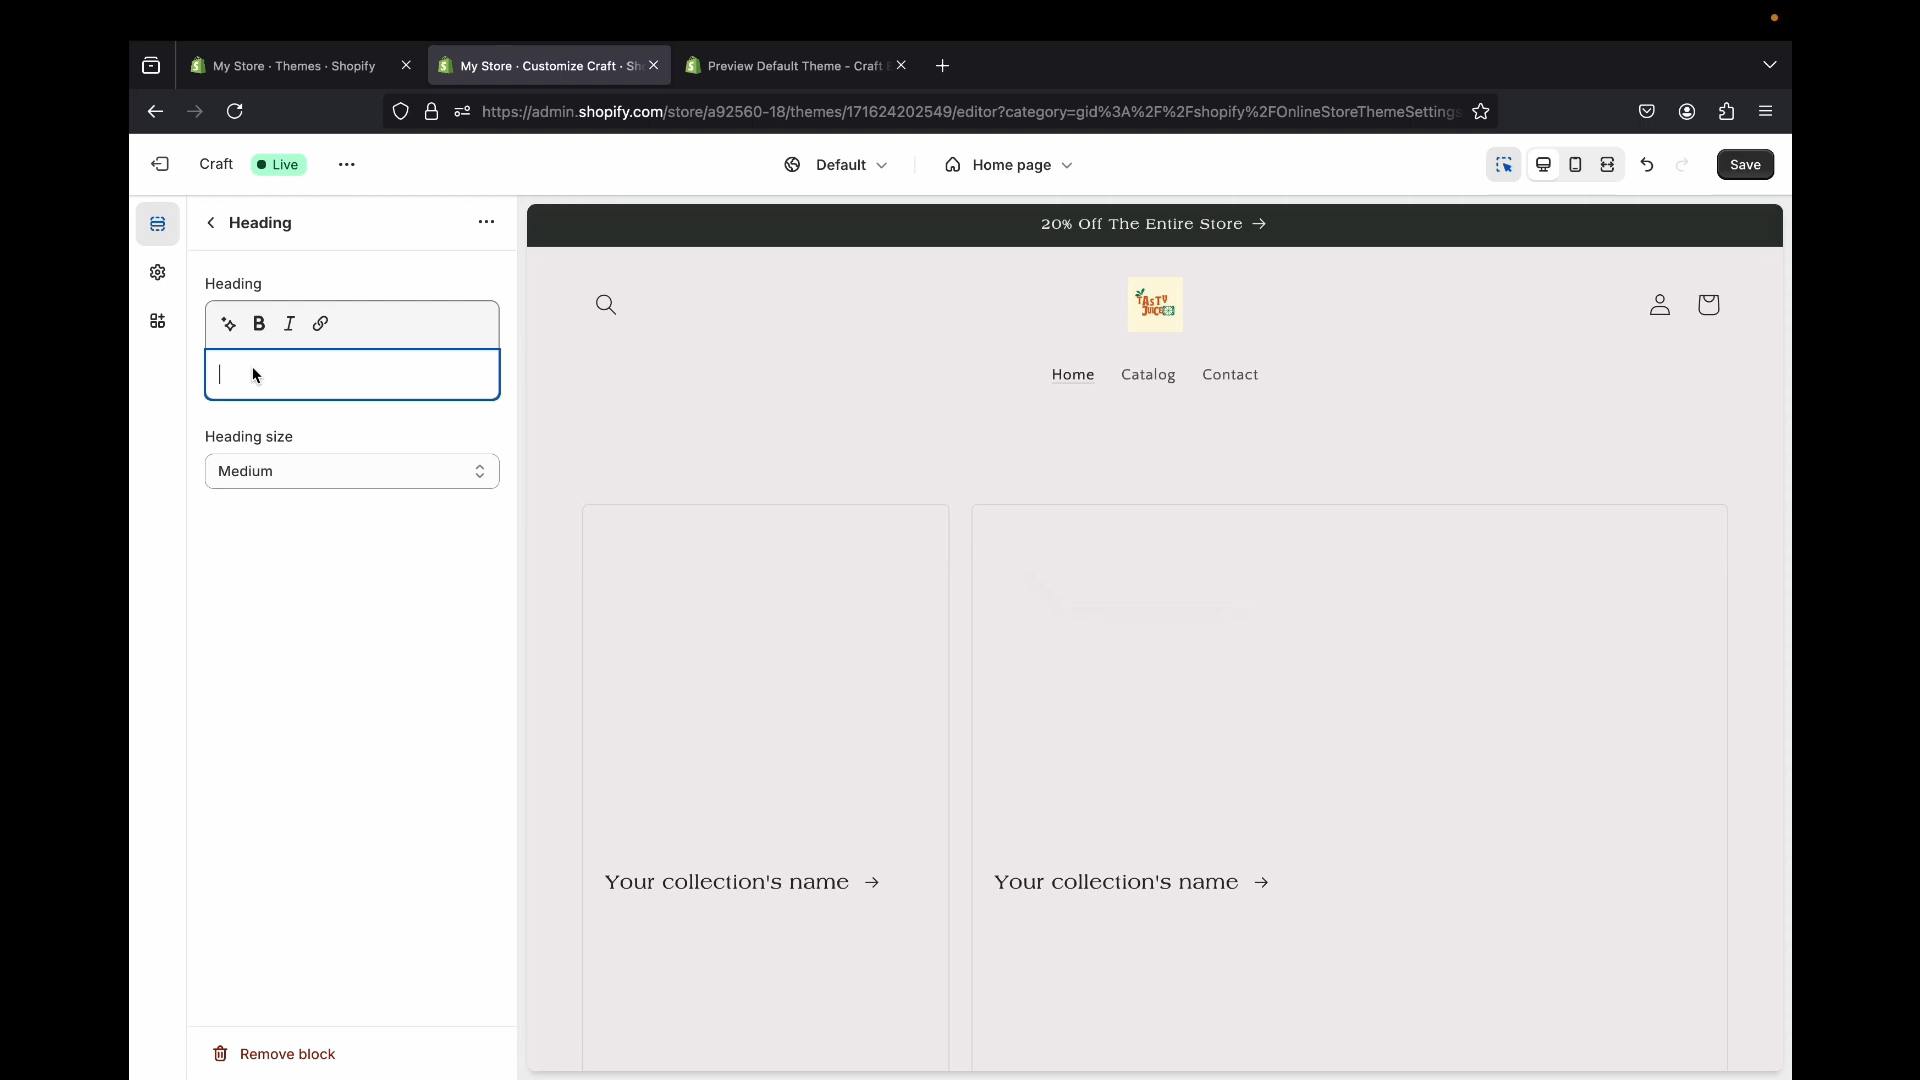 My Store · Themes · Shopify
My Store · Customize Craft · Sh
Preview Default Theme - Craft
https://admin.shopify.com/store/a92560-18/themes/171624202549/editor?category=gid%3A%2F%2Fshopify%2FOnlineStoreThemeSettings
Craft
Live
Default
Home page
Save
Heading
Heading
B I
Heading size
Medium
Remove block
20% Off The Entire Store →
TASTY
JUICE
Home
Catalog
Contact
Your collection's name →
Your collection's name →